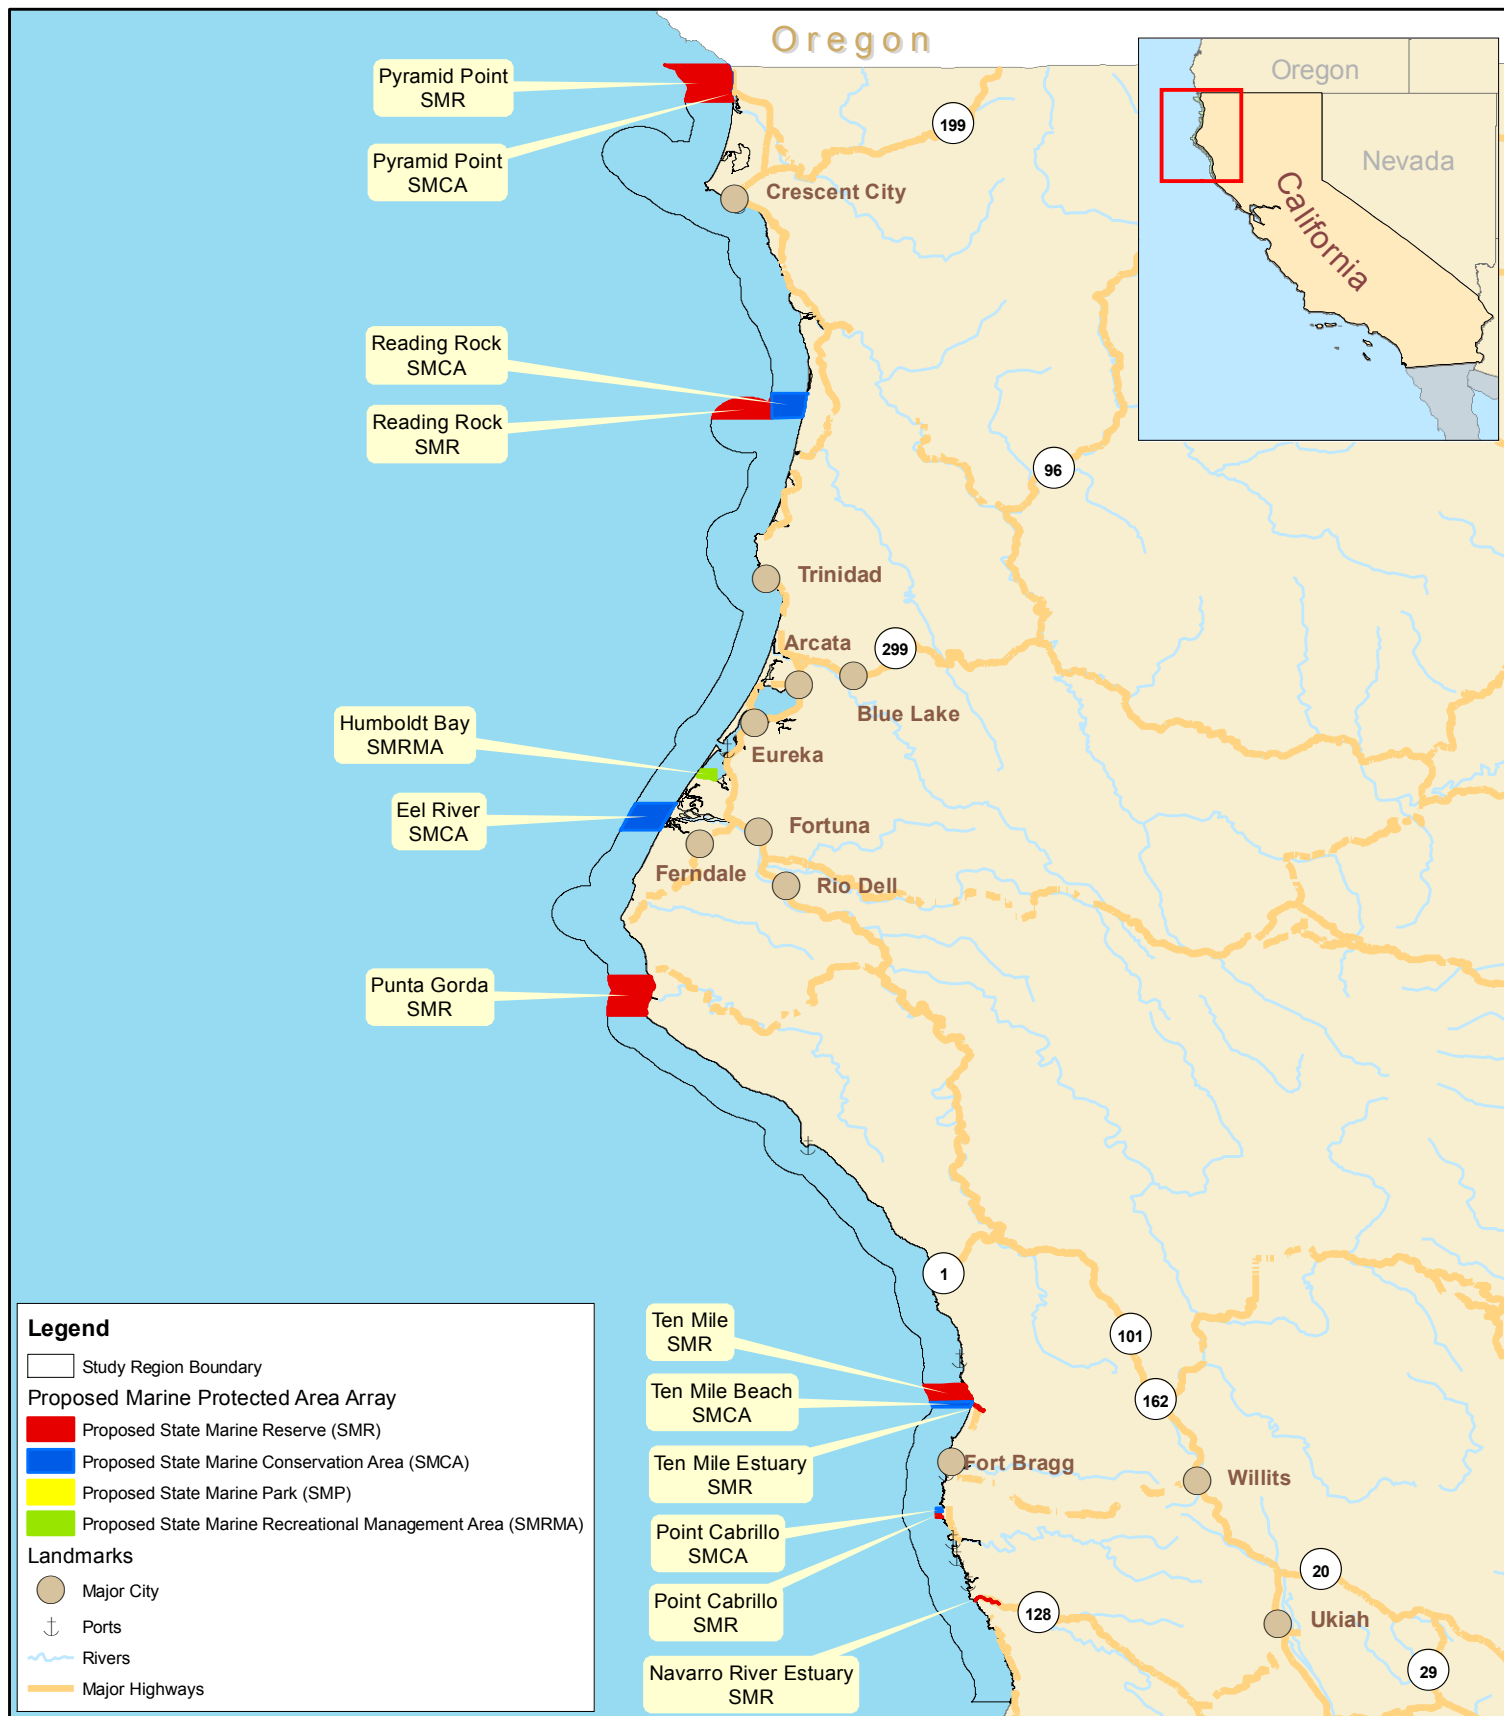 Oregon
Pyramid Point
SMR
Pyramid Point
SMCA
199
Crescent City
Oregon
Nevada
California
Reading Rock
SMCA
Reading Rock
SMR
96
Trinidad
Arcata
299
Blue Lake
Humboldt Bay
SMRMA
Eureka
Eel River
SMCA
Fortuna
Ferndale
Rio Dell
Punta Gorda
SMR
1
101
162
Ten Mile
SMR
Ten Mile Beach
SMCA
Ten Mile Estuary
SMR
Fort Bragg
Willits
Point Cabrillo
SMCA
Point Cabrillo
SMR
20
128
Ukiah
29
Navarro River Estuary
SMR
Legend
Study Region Boundary
Proposed Marine Protected Area Array
Proposed State Marine Reserve (SMR)
Proposed State Marine Conservation Area (SMCA)
Proposed State Marine Park (SMP)
Proposed State Marine Recreational Management Area (SMRMA)
Landmarks
Major City
Ports
Rivers
Major Highways